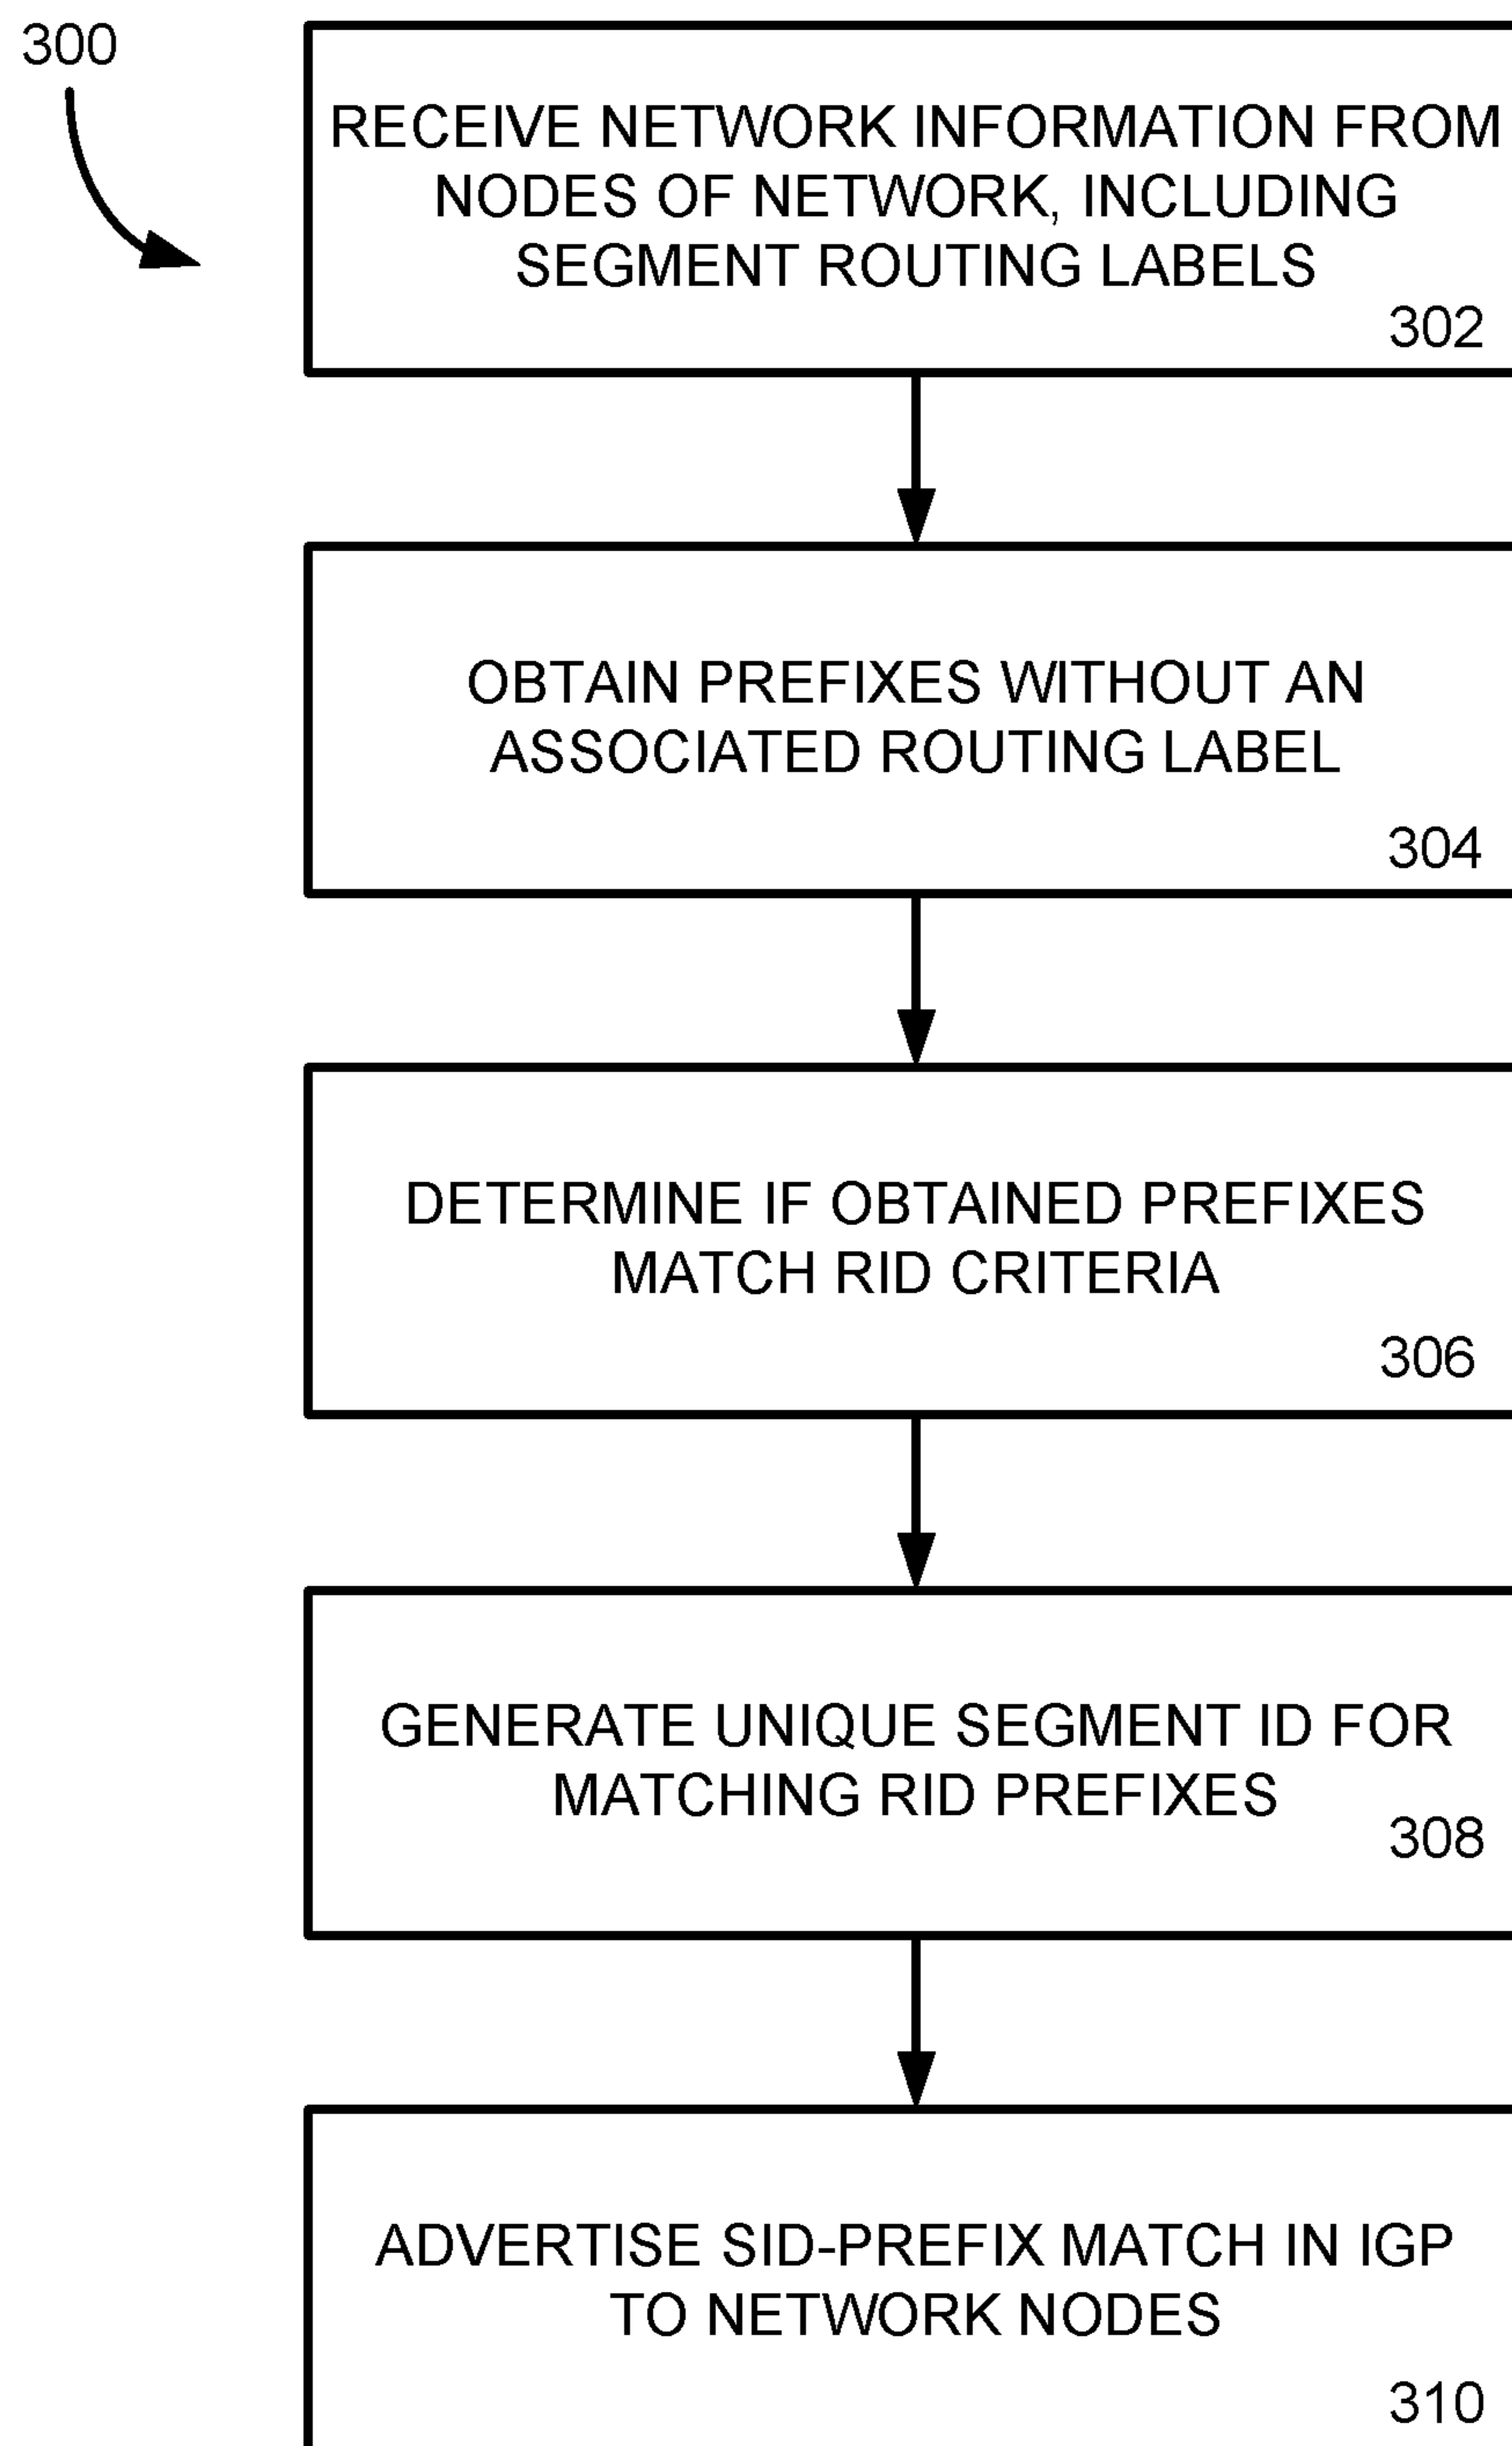 300
RECEIVE NETWORK INFORMATION FROM
NODES OF NETWORK, INCLUDING
SEGMENT ROUTING LABELS
302
OBTAIN PREFIXES WITHOUT AN
ASSOCIATED ROUTING LABEL
304
DETERMINE IF OBTAINED PREFIXES
MATCH RID CRITERIA
306
GENERATE UNIQUE SEGMENT ID FOR
MATCHING RID PREFIXES
308
ADVERTISE SID-PREFIX MATCH IN IGP
TO NETWORK NODES
310